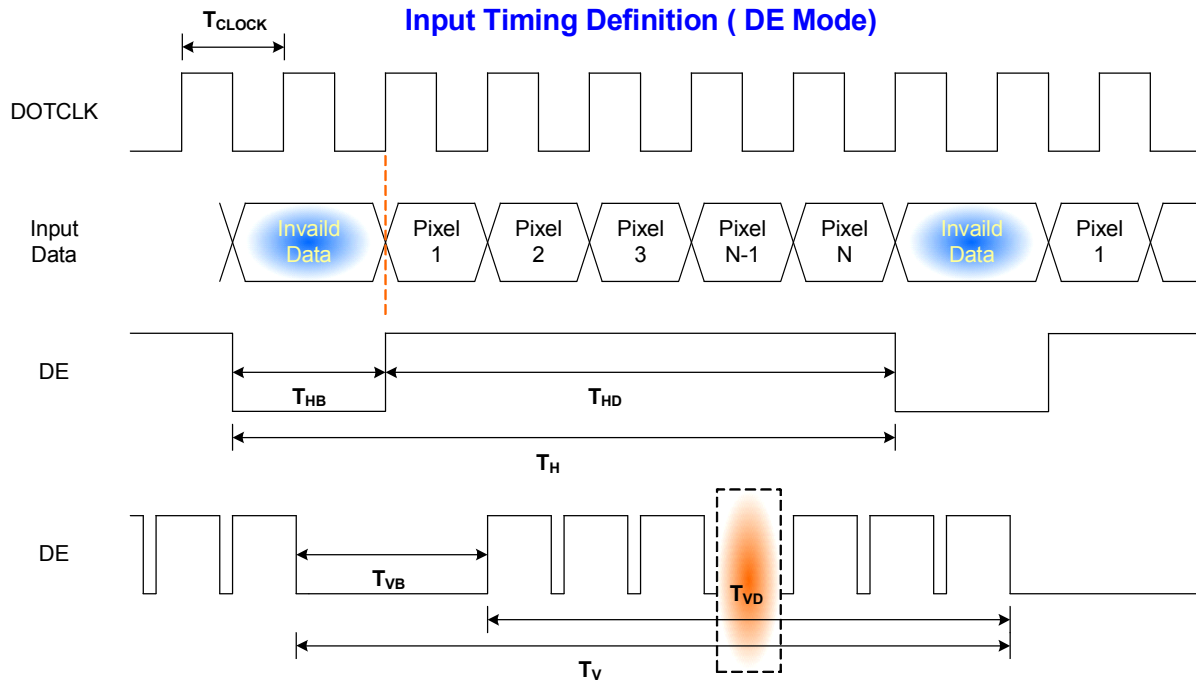 Input Timing Definition ( DE Mode)
TCLOCK
DOTCLK
Input
Data
Invaild
Data
Pixel
1
Pixel
2
Pixel
3
Pixel
N-1
Pixel
N
Invaild
Data
Pixel
1
DE
THB
THD
TH
DE
TVB
TVD
TV